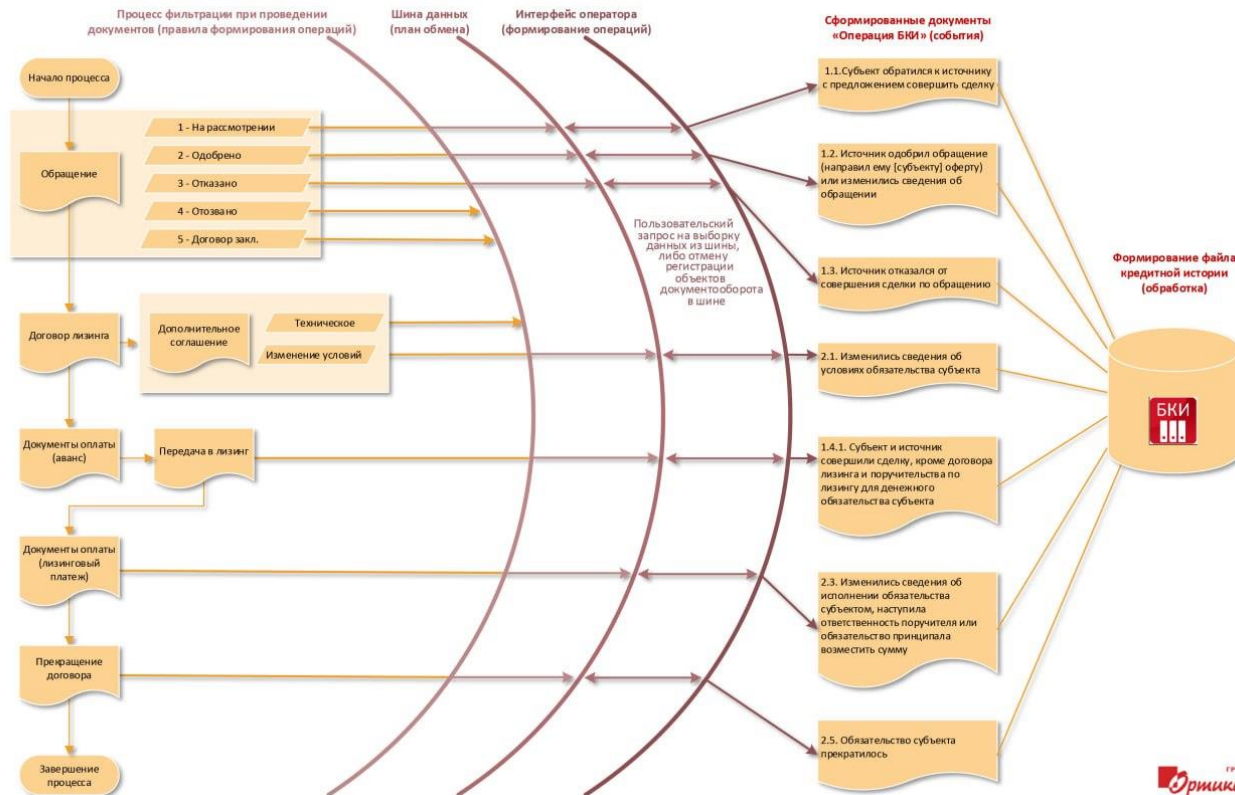 Процесс фильтрации при проведении
документов (правила формирования операций)
Шина данных
(план обмена)
Интерфейс оператора
(формирование операций)
Сформированные документы
«Операция БКИ» (события)
Начало процесса
Обращение
1 - На рассмотрении
2 - Одобрено
3 - Отказано
4 - Отозвано
5 - Договор закл.
Договор лизинга
Дополнительное
соглашение
Техническое
Изменение условий
Документы оплаты
(аванс)
Передача в лизинг
Документы оплаты
(лизинговый
платеж)
Прекращение
договора
Завершение
процесса
Пользовательский
запрос на выборку
данных из шины,
либо отмену
регистрации
объектов
документооборота
в шине
1.1.Субъект обратился к источнику
с предложением совершить сделку
1.2. Источник одобрил обращение
(направил ему [субъекту] оферту)
или изменились сведения об
обращении
1.3. Источник отказался от
совершения сделки по обращению
2.1. Изменились сведения об
условиях обязательства субъекта
1.4.1. Субъект и источник
совершили сделку, кроме договора
лизинга и поручительства по
лизингу для денежного
обязательства субъекта
2.3. Изменились сведения об
исполнении обязательства
субъектом, наступила
ответственность поручителя или
обязательство принципала
возместить сумму
2.5. Обязательство субъекта
прекратилось
Формирование файла
кредитной истории
(обработка)
БКИ